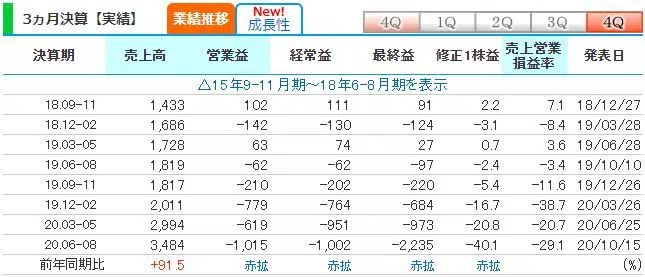 3ヵ月決算【実績】 業績推移 New! 成長性 4Q 1Q 2Q 3Q 4Q
決算期 売上高 営業益 経常益 最終益 修正1株益 売上営業損益率 発表日
△15年9-11月期~18年6-8月期を表示
18.09-11 1,433 102 111 91 2.2 7.1 18/12/27
18.12-02 1,686 -142 -130 -124 -3.1 -8.4 19/03/28
19.03-05 1,728 63 74 27 0.7 3.6 19/06/28
19.06-08 1,819 -62 -62 -97 -2.4 -3.4 19/10/10
19.09-11 1,817 -210 -202 -220 -5.4 -11.6 19/12/26
19.12-02 2,011 -779 -764 -684 -16.7 -38.7 20/03/26
20.03-05 2,994 -619 -951 -973 -20.8 -20.7 20/06/25
20.06-08 3,484 -1,015 -1,002 -2,235 -40.1 -29.1 20/10/15
前年同期比 +91.5 赤拡 赤拡 赤拡 赤拡 (%)